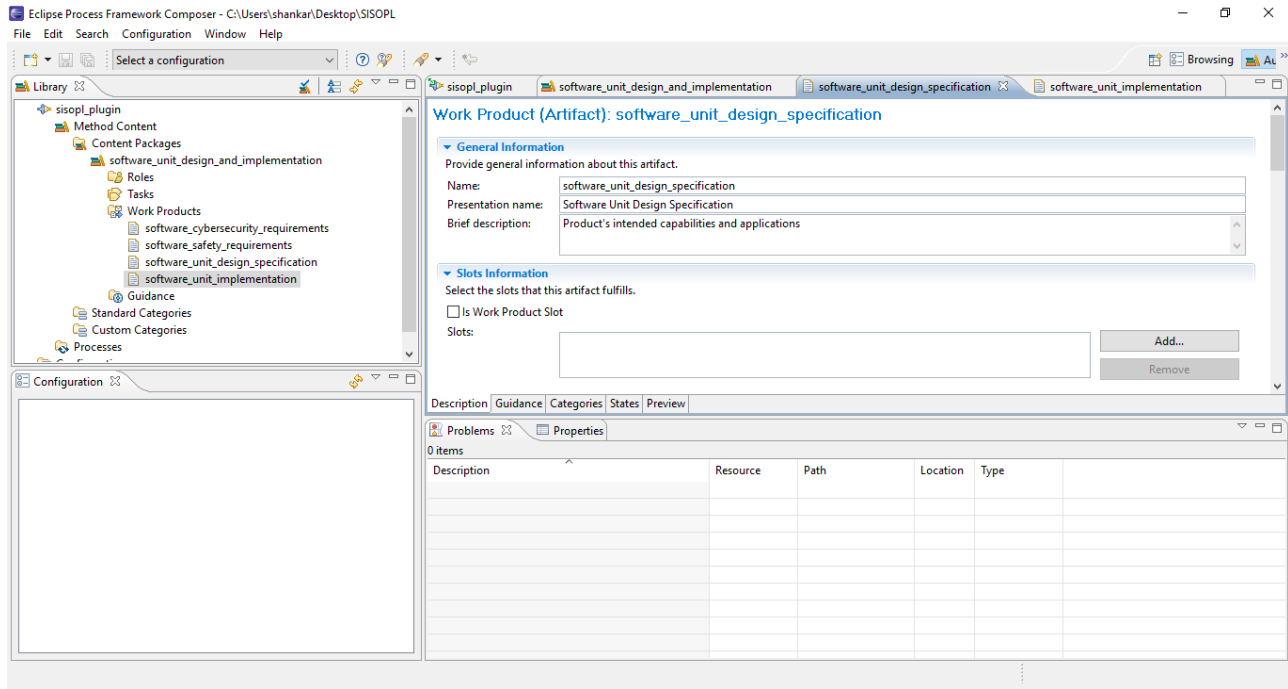 Eclipse Process Framework Composer - C:\Users\shankar\Desktop\SISOPL
File Edit Search Configuration Window Help
Select a configuration
Browsing
Library
sisopl_plugin
Method Content
Content Packages
software_unit_design_and_implementation
Roles
Tasks
Work Products
software_cybersecurity_requirements
software_safety_requirements
software_unit_design_specification
software_unit_implementation
Guidance
Standard Categories
Custom Categories
Processes
Configuration
sisopl_plugin software_unit_design_and_implementation software_unit_design_specification software_unit_implementation
Work Product (Artifact): software_unit_design_specification
General Information
Provide general information about this artifact.
Name: software_unit_design_specification
Presentation name: Software Unit Design Specification
Brief description: Product's intended capabilities and applications
Slots Information
Select the slots that this artifact fulfills.
Is Work Product Slot
Slots:
Add...
Remove
Description Guidance Categories States Preview
Problems Properties
0 items
Description Resource Path Location Type